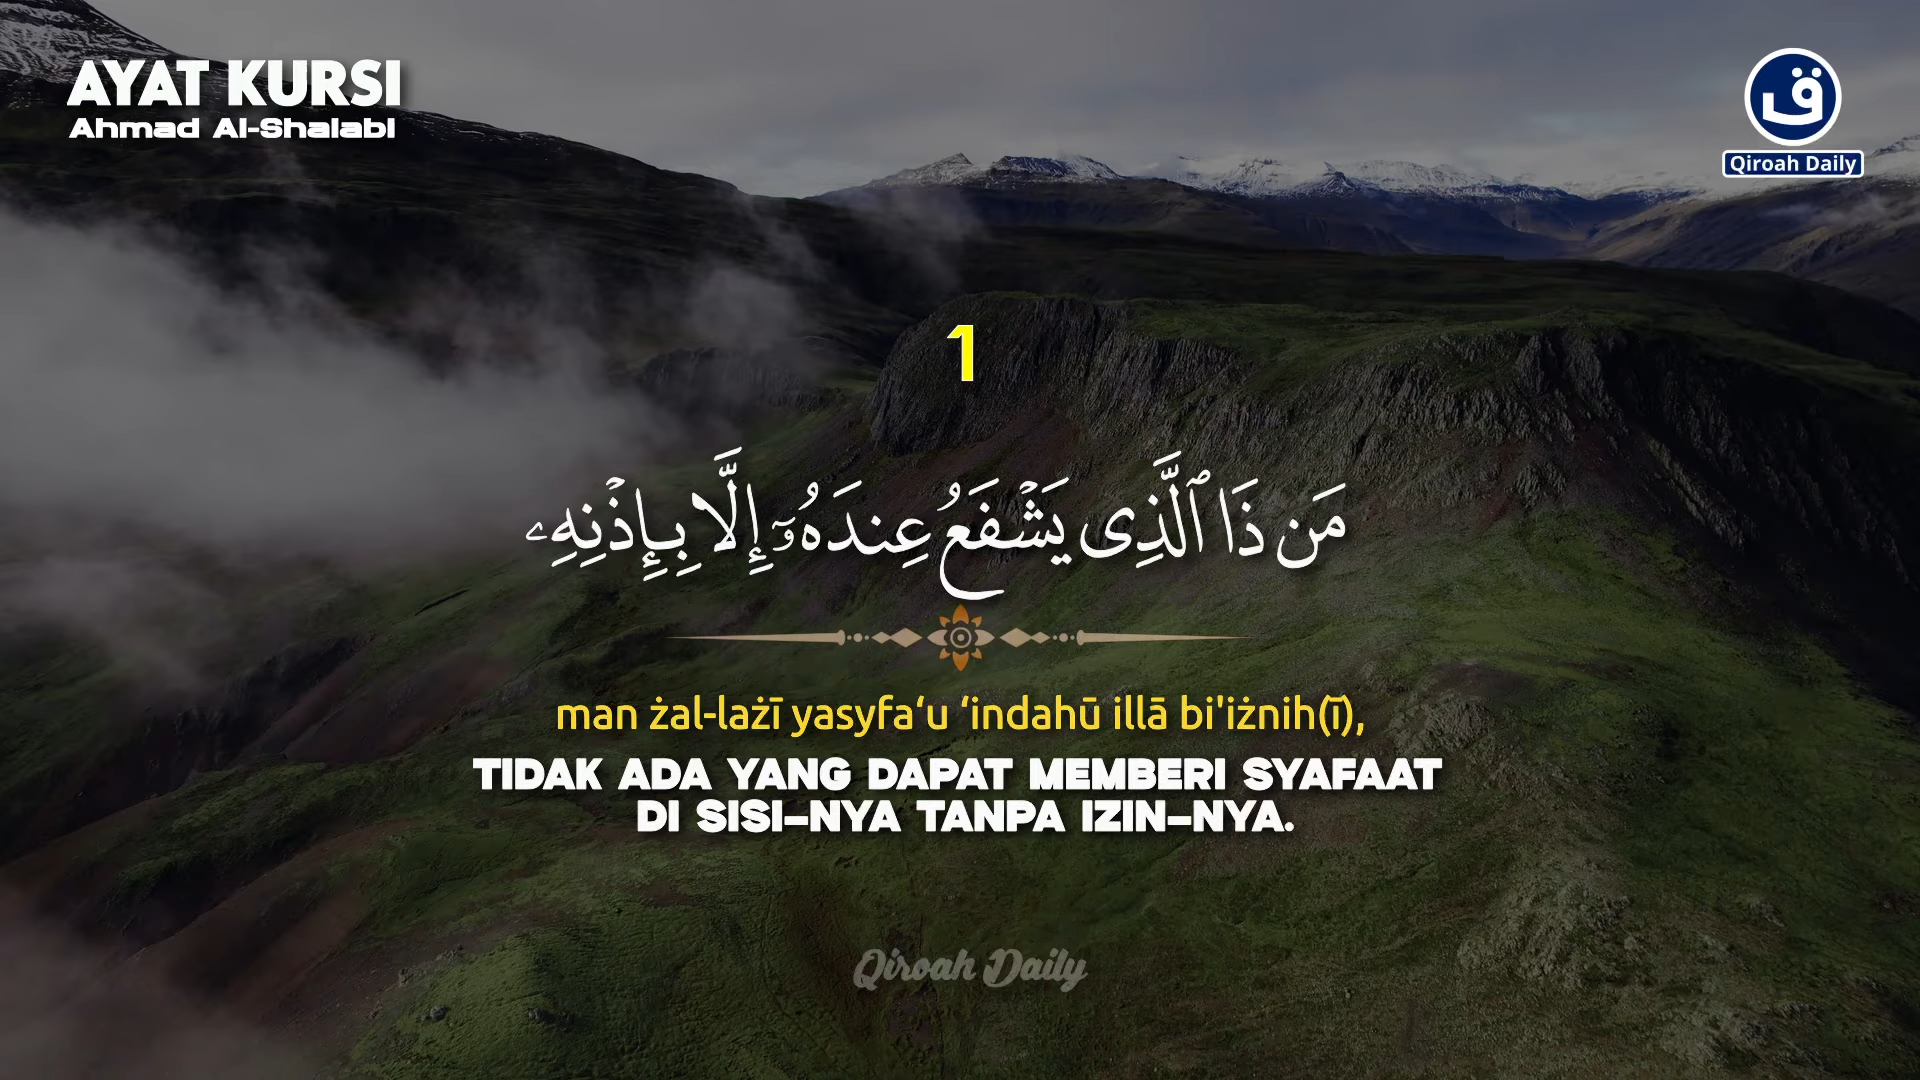 AYAT KURSI
Ahmad Al-Shalabi
ق
Qiroah Daily
1
مَن ذَا ٱلَّذِى يَشْفَعُ عِندَهُۥٓ إِلَّا بِإِذْنِهِۦ
man żal-lażī yasyfa‘u ‘indahū illā bi'iżnih(ī),
TIDAK ADA YANG DAPAT MEMBERI SYAFAAT
DI SISI-NYA TANPA IZIN-NYA.
Qiroah Daily